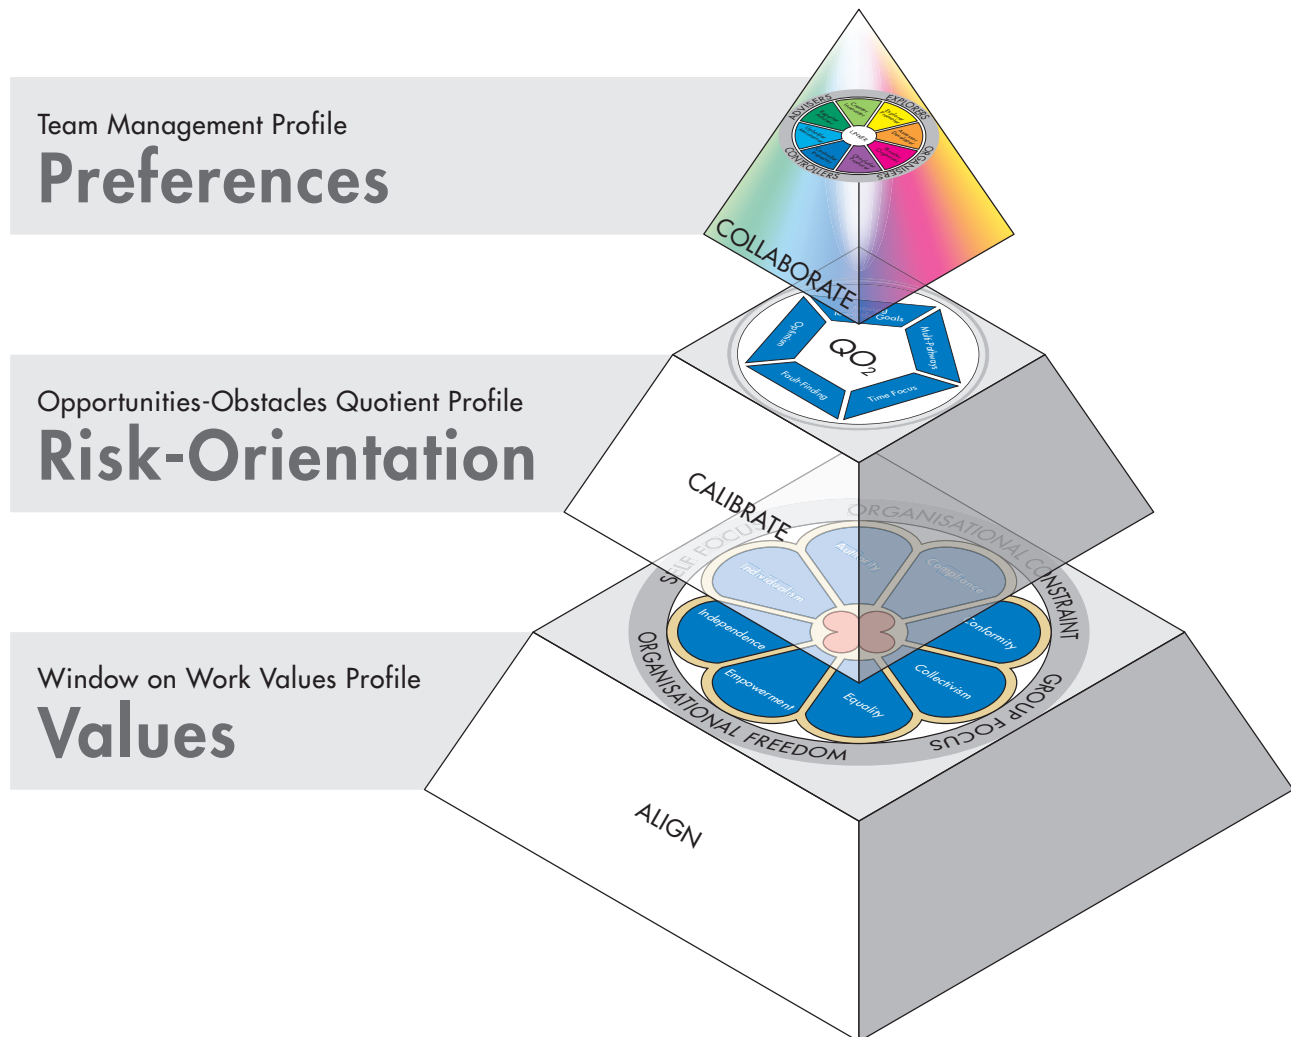 Team Management Profile
Preferences
ADVISERS
EXPLORERS
CONTROLLERS
ORGANISERS
LINKER
COLLABORATE
Opportunities-Obstacles Quotient Profile
Risk-Orientation
Goals
Optimism
Multi-Pathways
QO2
Fault-Finding
Time Focus
CALIBRATE
Window on Work Values Profile
Values
SELF FOCUS
ORGANISATIONAL CONSTRAINT
Authority
Individualism
Compliance
Independence
Conformity
Empowerment
Collectivism
Equality
ORGANISATIONAL FREEDOM
GROUP FOCUS
ALIGN